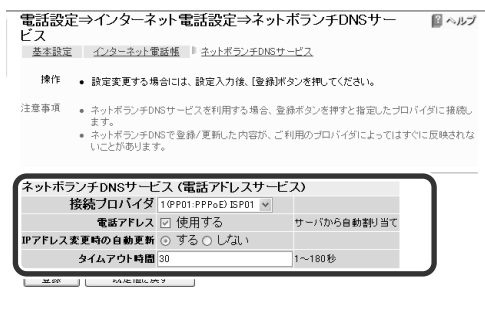 電話設定⇒インターネット電話設定⇒ネットボランチDNSサー
ビス
ヘルプ
基本設定 インターネット電話帳 ネットボランチDNSサービス
操作 • 設定変更する場合には、設定入力後、[登録]ボタンを押してください。
注意事項 • ネットボランチDNSサービスを利用する場合、登録ボタンを押すと指定したプロバイダに接続し
ます。
• ネットボランチDNSで登録/更新した内容が、ご利用のプロバイダによってはすぐに反映されな
いことがあります。
ネットボランチDNSサービス (電話アドレスサービス)
接続プロバイダ 1(PP01:PPPoE) ISP01
電話アドレス 使用する サーバから自動割り当て
IPアドレス変更時の自動更新 する しない
タイムアウト時間 30 1～180秒
登録 既定値に戻す